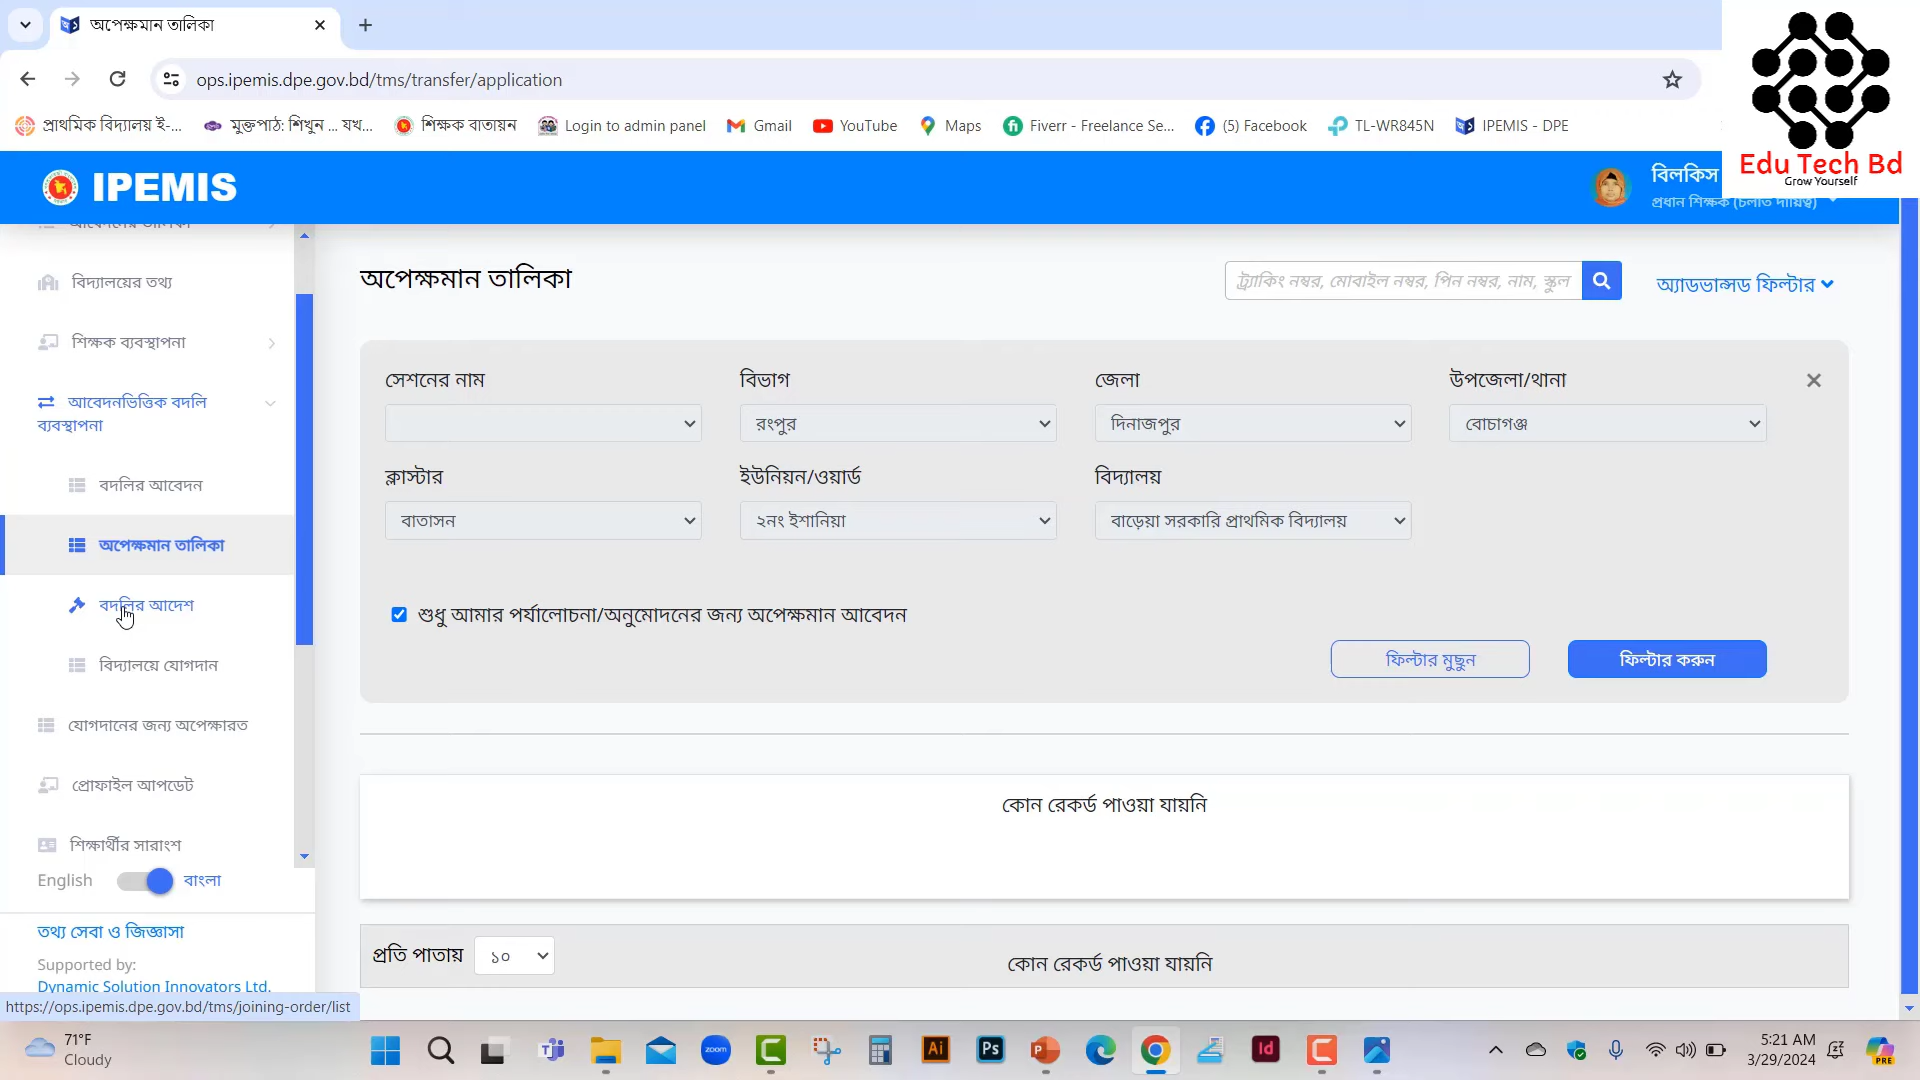 অপেক্ষমান তালিকা
ops.ipemis.dpe.gov.bd/tms/transfer/application
প্রাথমিক বিদ্যালয় ই-...
মুক্তপাঠ: শিখুন ... যখ...
শিক্ষক বাতায়ন
Login to admin panel
Gmail
YouTube
Maps
Fiverr - Freelance Se...
(5) Facebook
TL-WR845N
IPEMIS - DPE
Edu Tech Bd
Grow Yourself
IPEMIS
বিলকিস
প্রধান শিক্ষক (চলতি দায়িত্ব)
আবেদনের তালিকা
বিদ্যালয়ের তথ্য
শিক্ষক ব্যবস্থাপনা
আবেদনভিত্তিক বদলি
ব্যবস্থাপনা
বদলির আবেদন
অপেক্ষমান তালিকা
বদলির আদেশ
বিদ্যালয়ে যোগদান
যোগদানের জন্য অপেক্ষারত
প্রোফাইল আপডেট
শিক্ষার্থীর সারাংশ
English বাংলা
তথ্য সেবা ও জিজ্ঞাসা
Supported by:
Dynamic Solution Innovators Ltd.
https://ops.ipemis.dpe.gov.bd/tms/joining-order/list
অপেক্ষমান তালিকা
ট্র্যাকিং নম্বর, মোবাইল নম্বর, পিন নম্বর, নাম, স্কুল
অ্যাডভান্সড ফিল্টার
সেশনের নাম বিভাগ জেলা উপজেলা/থানা
রংপুর দিনাজপুর বোচাগঞ্জ
ক্লাস্টার ইউনিয়ন/ওয়ার্ড বিদ্যালয়
বাতাসন ২নং ইশানিয়া বাড়েয়া সরকারি প্রাথমিক বিদ্যালয়
শুধু আমার পর্যালোচনা/অনুমোদনের জন্য অপেক্ষমান আবেদন
ফিল্টার মুছুন ফিল্টার করুন
কোন রেকর্ড পাওয়া যায়নি
প্রতি পাতায় ১০ কোন রেকর্ড পাওয়া যায়নি
71°F
Cloudy
zoom
Ai
Ps
Id
5:21 AM
3/29/2024
PRE